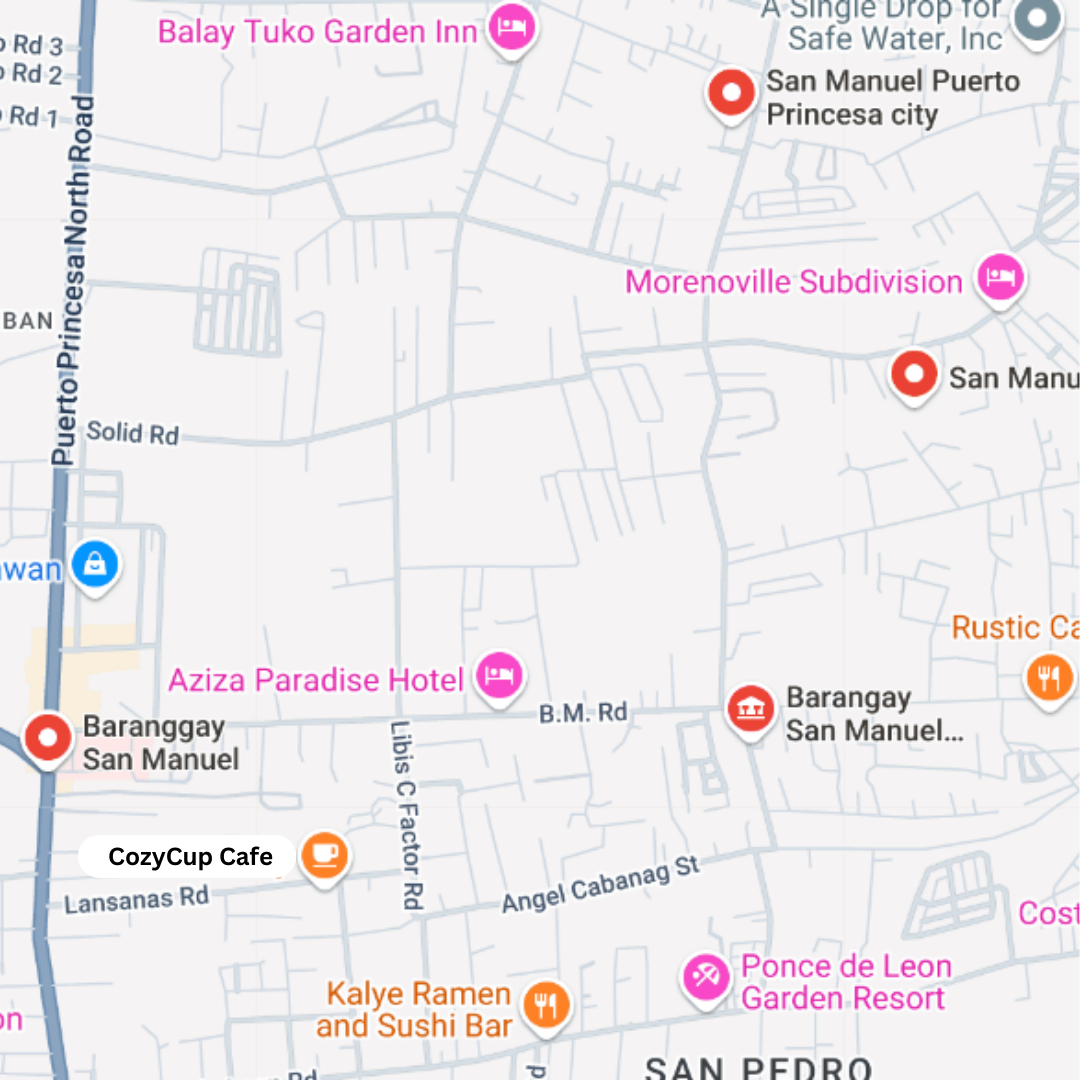 A Single Drop for
Safe Water, Inc
Balay Tuko Garden Inn
Rd 3
Rd 2
Rd 1
San Manuel Puerto
Princesa city
Puerto Princesa North Road
Morenoville Subdivision
BAN
San Manu
Solid Rd
wan
Rustic Ca
Aziza Paradise Hotel
B.M. Rd
Barangay
San Manuel...
Baranggay
San Manuel
Libis C Factor Rd
CozyCup Cafe
Angel Cabanag St
Lansanas Rd
Cost
Ponce de Leon
Garden Resort
Kalye Ramen
and Sushi Bar
on
SAN PEDRO
Rd